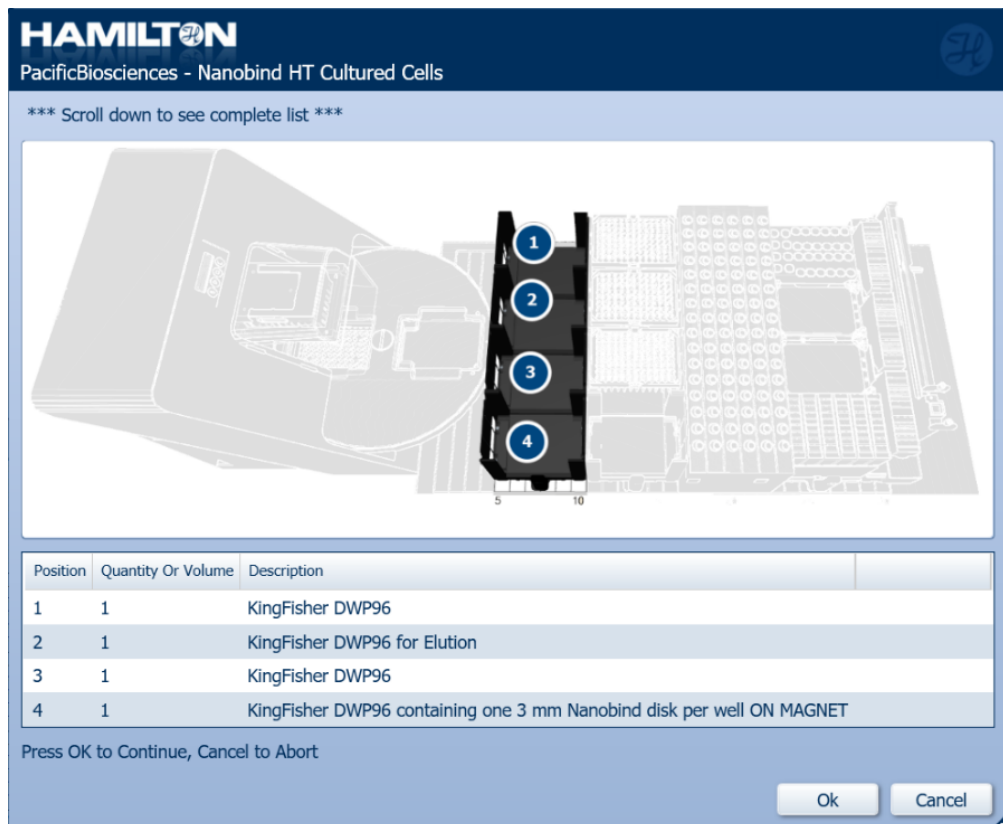 HAMILTON
PacificBiosciences - Nanobind HT Cultured Cells
*** Scroll down to see complete list ***
1
2
3
4
5 10
Position Quantity Or Volume Description
1 1 KingFisher DWP96
2 1 KingFisher DWP96 for Elution
3 1 KingFisher DWP96
4 1 KingFisher DWP96 containing one 3 mm Nanobind disk per well ON MAGNET
Press OK to Continue, Cancel to Abort
Ok Cancel